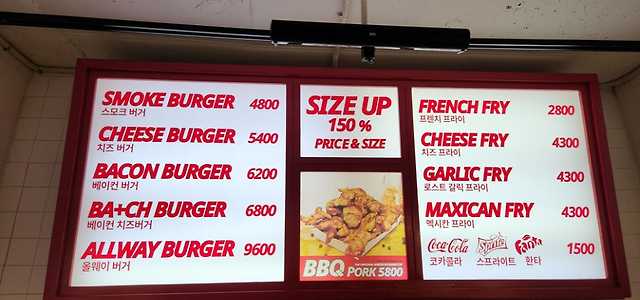 SMOKE BURGER 4800
스모크 버거
CHEESE BURGER 5400
치즈 버거
BACON BURGER 6200
베이컨 버거
BA+CH BURGER 6800
베이컨 치즈버거
ALLWAY BURGER 9600
올웨이 버거
SIZE UP
150 %
PRICE & SIZE
BBQ PORK 5800
FRENCH FRY 2800
프렌치 프라이
CHEESE FRY 4300
치즈 프라이
GARLIC FRY 4300
로스트 갈릭 프라이
MAXICAN FRY 4300
멕시칸 프라이
Coca-Cola Sprite Fanta 1500
코카콜라 스프라이트 환타